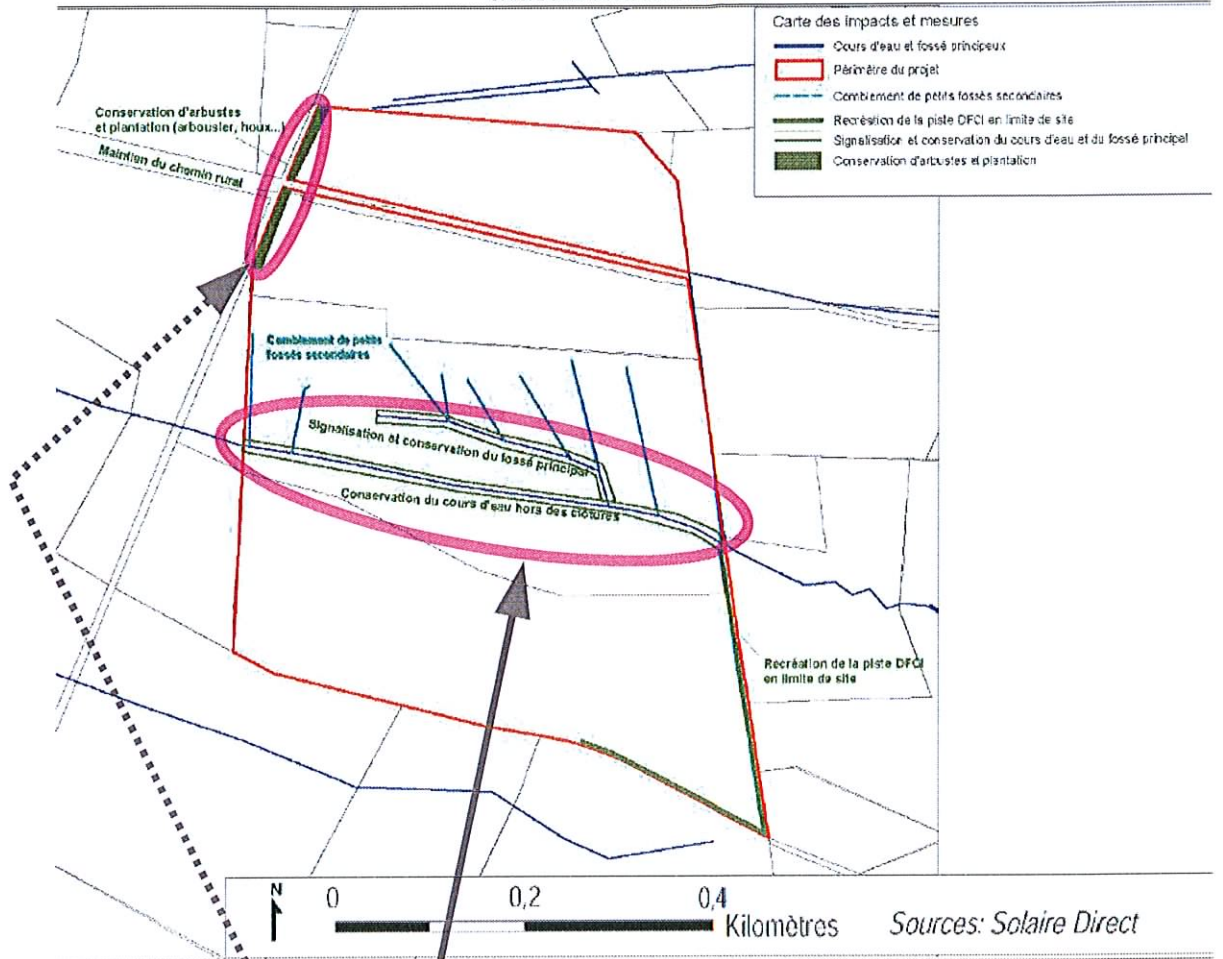 Carte des impacts et mesures
Cours d'eau et fossé principaux
Périmètre du projet
Comblement de petits fossés secondaires
Recréation de la piste DFCI en limite de site
Signalisation et conservation du cours d'eau et du fossé principal
Conservation d'arbustes et plantation
Conservation d'arbustes
et plantation (arbousier, houx...)
Maintien du chemin rural
Comblement de petits
fossés secondaires
Signalisation et conservation du fossé principal
Conservation du cours d'eau hors des clôtures
Recréation de la piste DFCI
en limite de site
N
0 0,2 0,4
Kilomètres
Sources: Solaire Direct